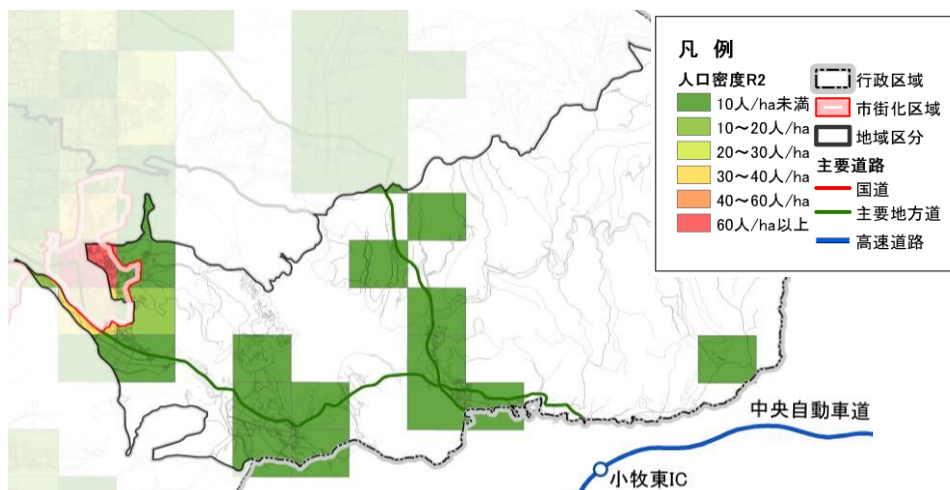 凡 例
人口密度R2
10人/ha未満
10～20人/ha
20～30人/ha
30～40人/ha
40～60人/ha
60人/ha以上
行政区域
市街化区域
地域区分
主要道路
国道
主要地方道
高速道路
中央自動車道
小牧東IC